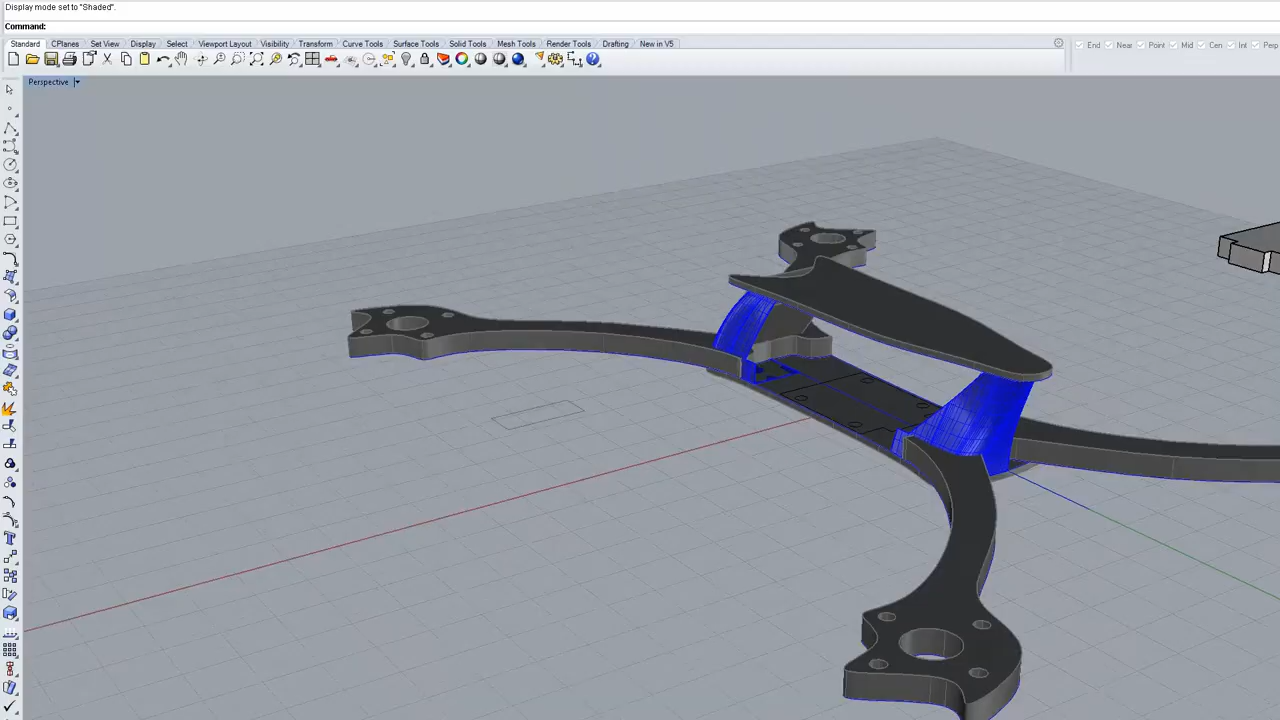 Display mode set to "Shaded".
Command:
Standard CPlanes Set View Display Select Viewport Layout Visibility Transform Curve Tools Surface Tools Solid Tools Mesh Tools Render Tools Drafting New in V5
End Near Point Mid Cen Int Perp
Perspective